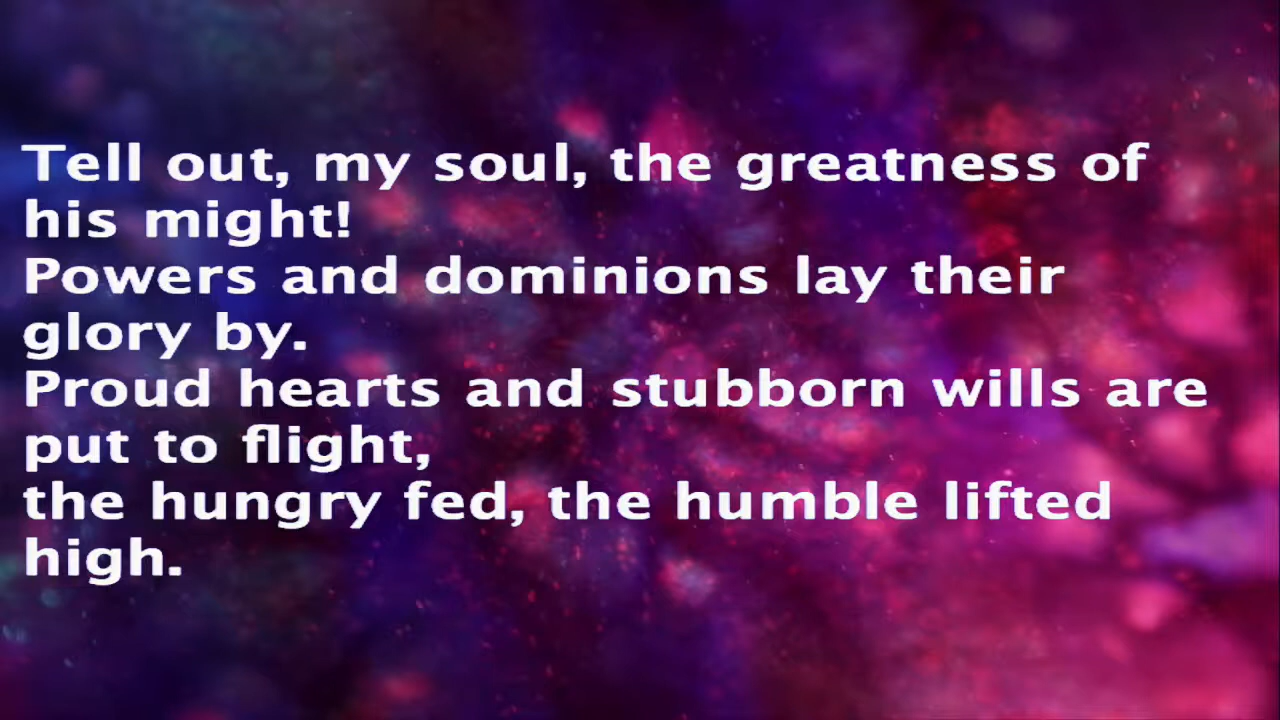 Tell out, my soul, the greatness of
his might!
Powers and dominions lay their
glory by.
Proud hearts and stubborn wills are
put to flight,
the hungry fed, the humble lifted
high.